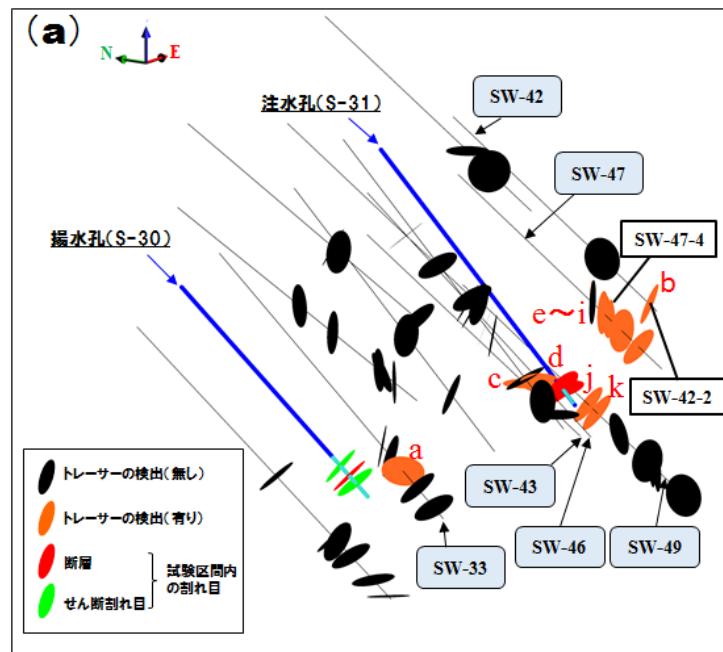 (a)
N
E
注水孔(S-31)
SW-42
SW-47
揚水孔(S-30)
SW-47-4
b
e～i
d
c
j
k
SW-42-2
a
SW-43
SW-46
SW-49
SW-33
トレーサーの検出(無し)
トレーサーの検出(有り)
断層
せん断割れ目
試験区間内
の割れ目